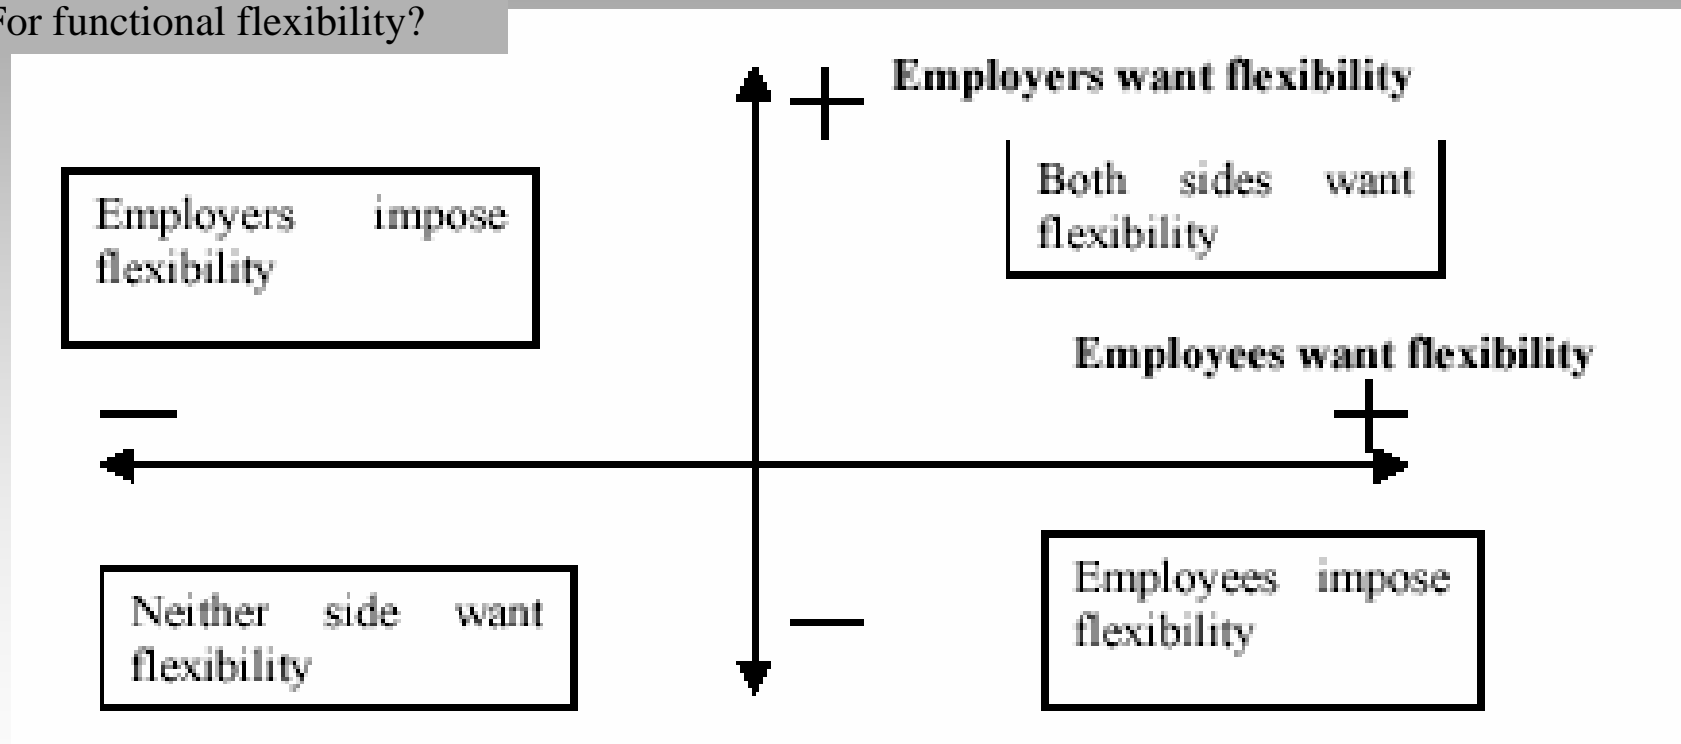 For functional flexibility?
Employers want flexibility
Both sides want
flexibility
Employers impose
flexibility
Employees want flexibility
Employees impose
flexibility
Neither side want
flexibility